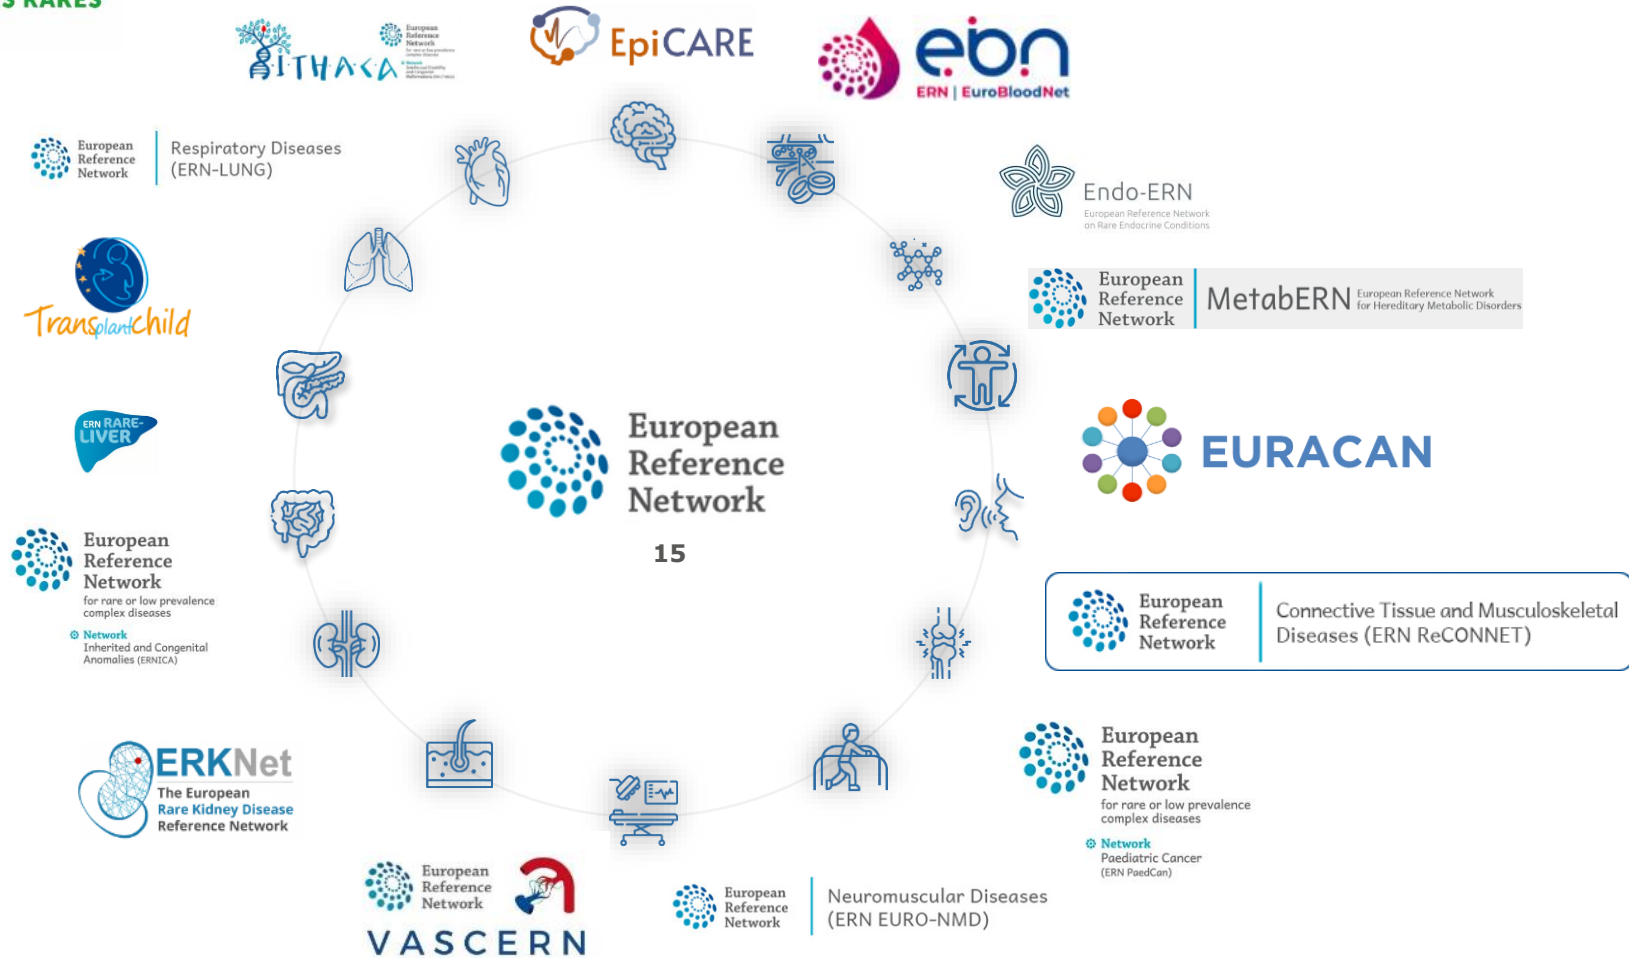 S RARES
ITHACA
European
Reference
Network
EpiCARE
ebn
ERN | EuroBloodNet
European
Reference
Network
Respiratory Diseases
(ERN-LUNG)
Endo-ERN
European Reference Network
on Rare Endocrine Conditions
TransplantChild
European
Reference
Network
MetabERN
European Reference Network
for Hereditary Metabolic Disorders
ERN RARE-
LIVER
European
Reference
Network
15
EURACAN
European
Reference
Network
for rare or low prevalence
complex diseases
Network
Inherited and Congenital
Anomalies (ERNICA)
European
Reference
Network
Connective Tissue and Musculoskeletal
Diseases (ERN ReCONNET)
ERKNet
The European
Rare Kidney Disease
Reference Network
European
Reference
Network
for rare or low prevalence
complex diseases
Network
Paediatric Cancer
(ERN PaedCan)
European
Reference
Network
VASCERN
European
Reference
Network
Neuromuscular Diseases
(ERN EURO-NMD)